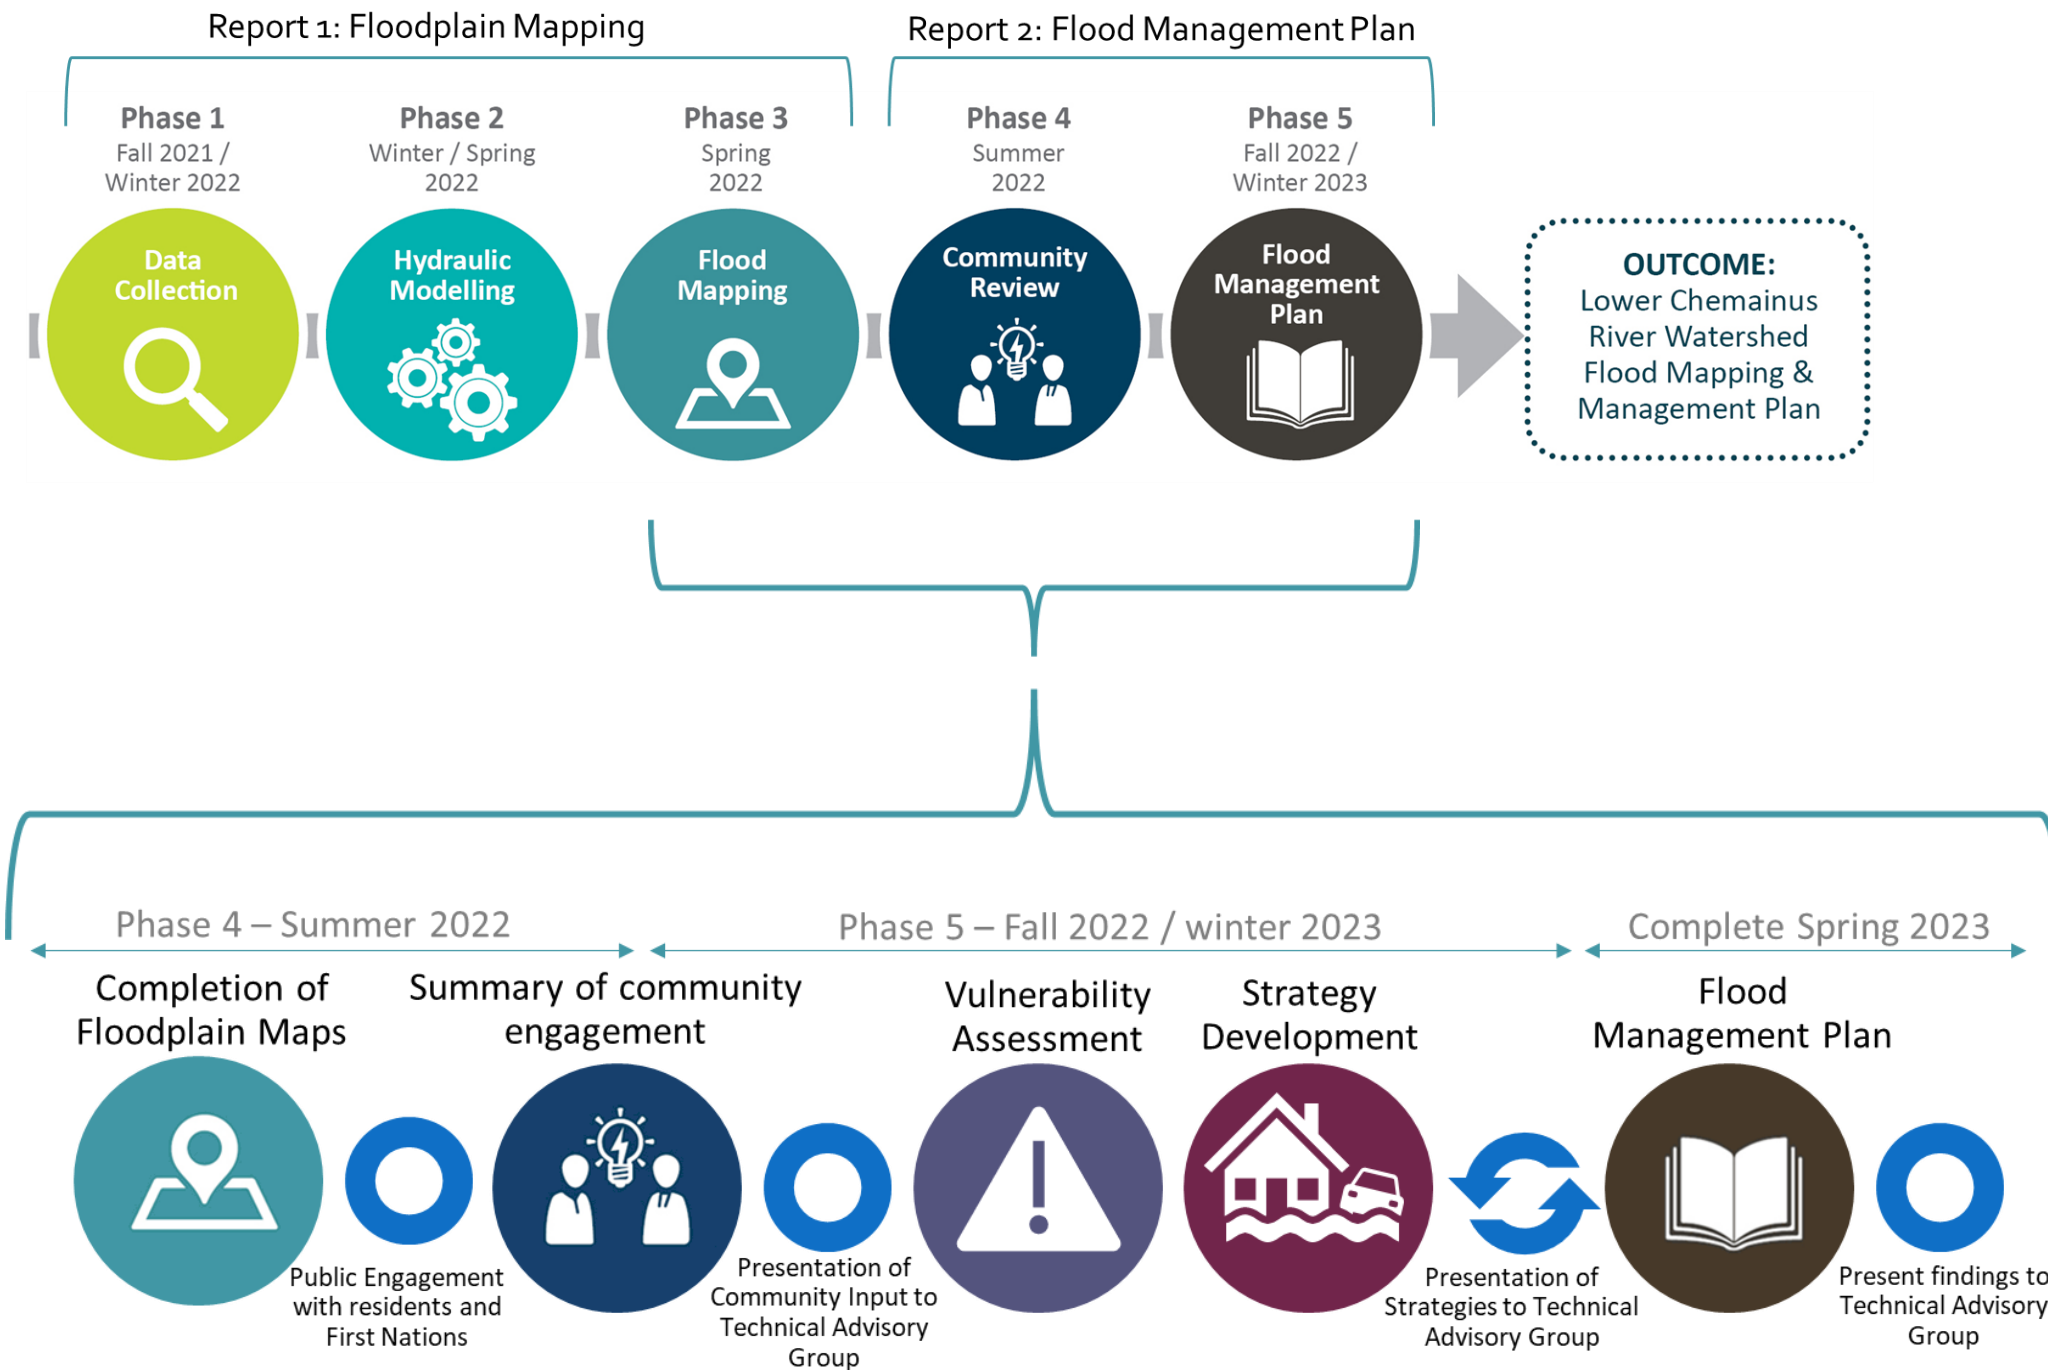 Report 1: Floodplain Mapping
Report 2: Flood Management Plan
Phase 1
Fall 2021 /
Winter 2022
Phase 2
Winter / Spring
2022
Phase 3
Spring
2022
Phase 4
Summer
2022
Phase 5
Fall 2022 /
Winter 2023
Data
Collection
Hydraulic
Modelling
Flood
Mapping
Community
Review
Flood
Management
Plan
OUTCOME:
Lower Chemainus
River Watershed
Flood Mapping &
Management Plan
Phase 4 – Summer 2022
Phase 5 – Fall 2022 / winter 2023
Complete Spring 2023
Completion of
Floodplain Maps
Summary of community
engagement
Vulnerability
Assessment
Strategy
Development
Flood
Management Plan
Public Engagement
with residents and
First Nations
Presentation of
Community Input to
Technical Advisory
Group
Presentation of
Strategies to Technical
Advisory Group
Present findings to
Technical Advisory
Group